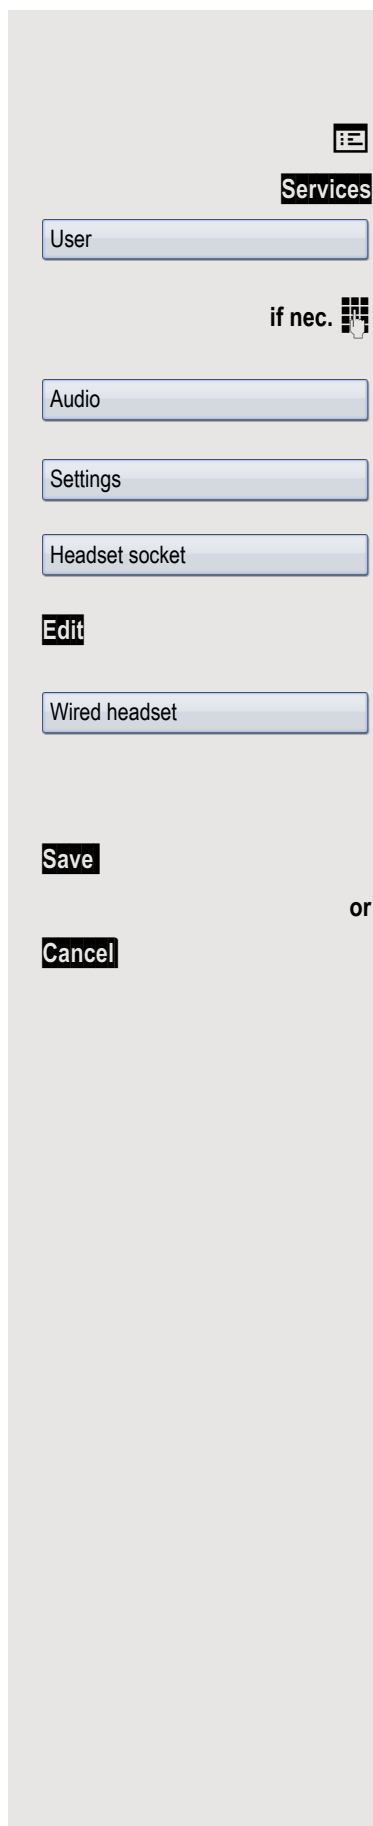 Services
User
if nec.
Audio
Settings
Headset socket
Edit
Wired headset
Save
or
Cancel